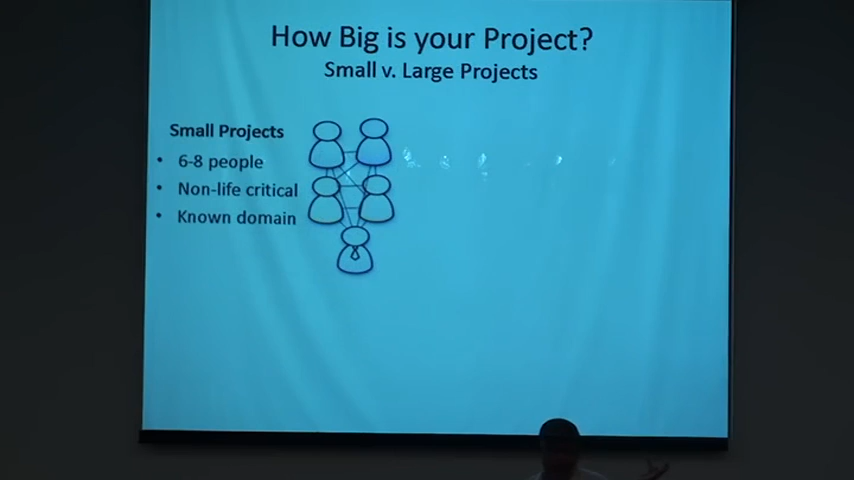 How Big is your Project?
Small v. Large Projects
Small Projects
• 6-8 people
• Non-life critical
• Known domain